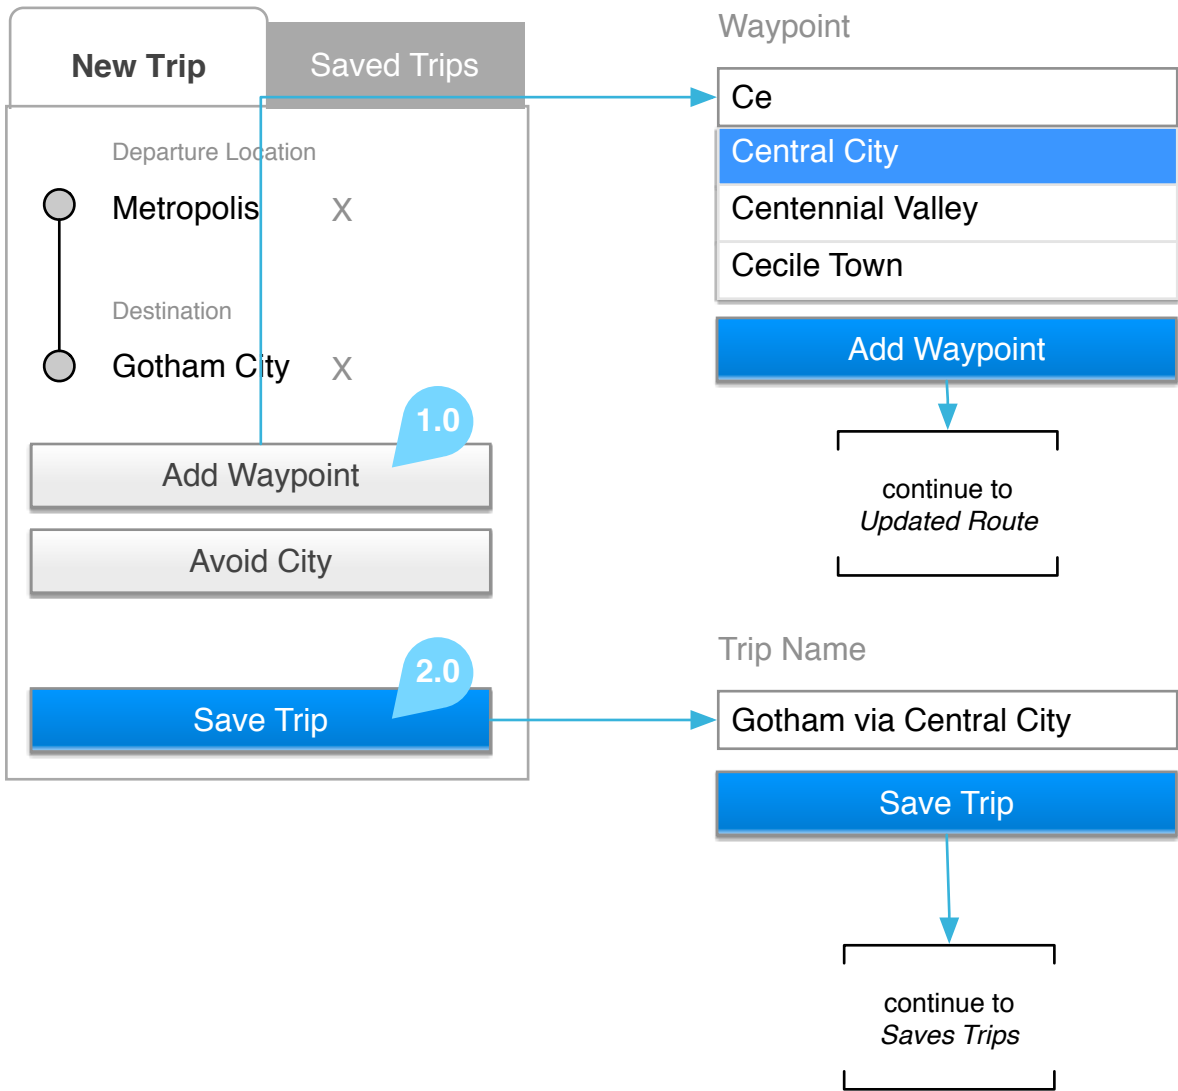 New Trip
Saved Trips
Departure Location
Metropolis X
Destination
Gotham City X
1.0
Add Waypoint
Avoid City
2.0
Save Trip
Waypoint
Ce
Central City
Centennial Valley
Cecile Town
Add Waypoint
continue to
Updated Route
Trip Name
Gotham via Central City
Save Trip
continue to
Saves Trips